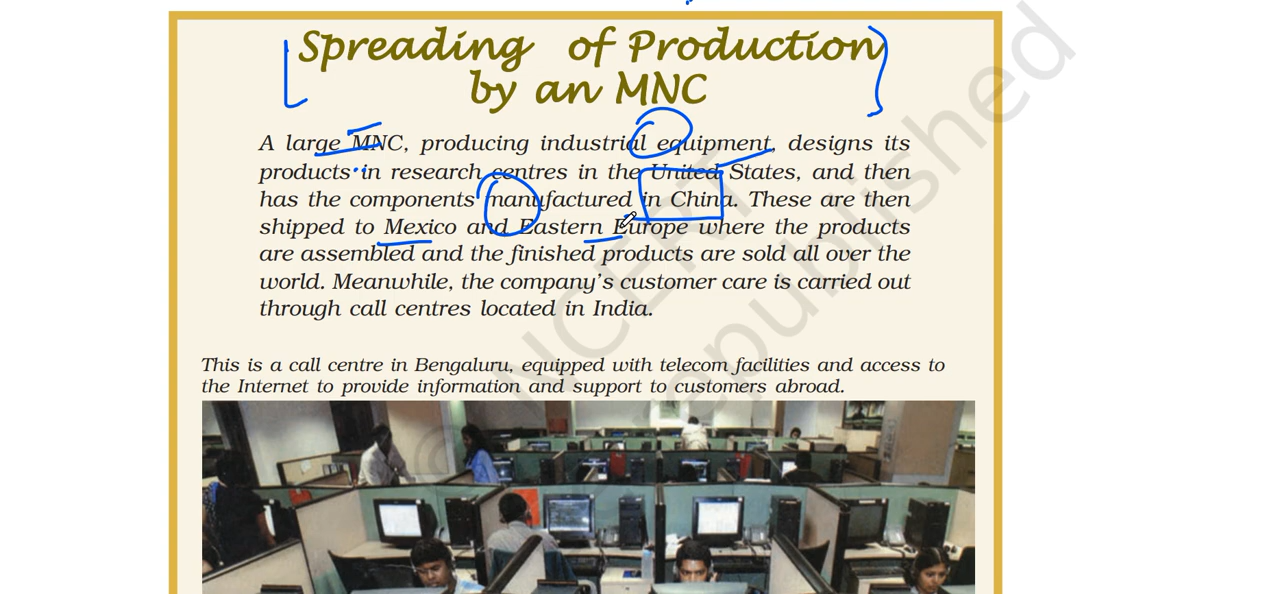 Spreading of Production
by an MNC
A large MNC, producing industrial equipment, designs its
products in research centres in the United States, and then
has the components manufactured in China. These are then
shipped to Mexico and Eastern Europe where the products
are assembled and the finished products are sold all over the
world. Meanwhile, the company's customer care is carried out
through call centres located in India.
This is a call centre in Bengaluru, equipped with telecom facilities and access to
the Internet to provide information and support to customers abroad.
© NCERT
republished